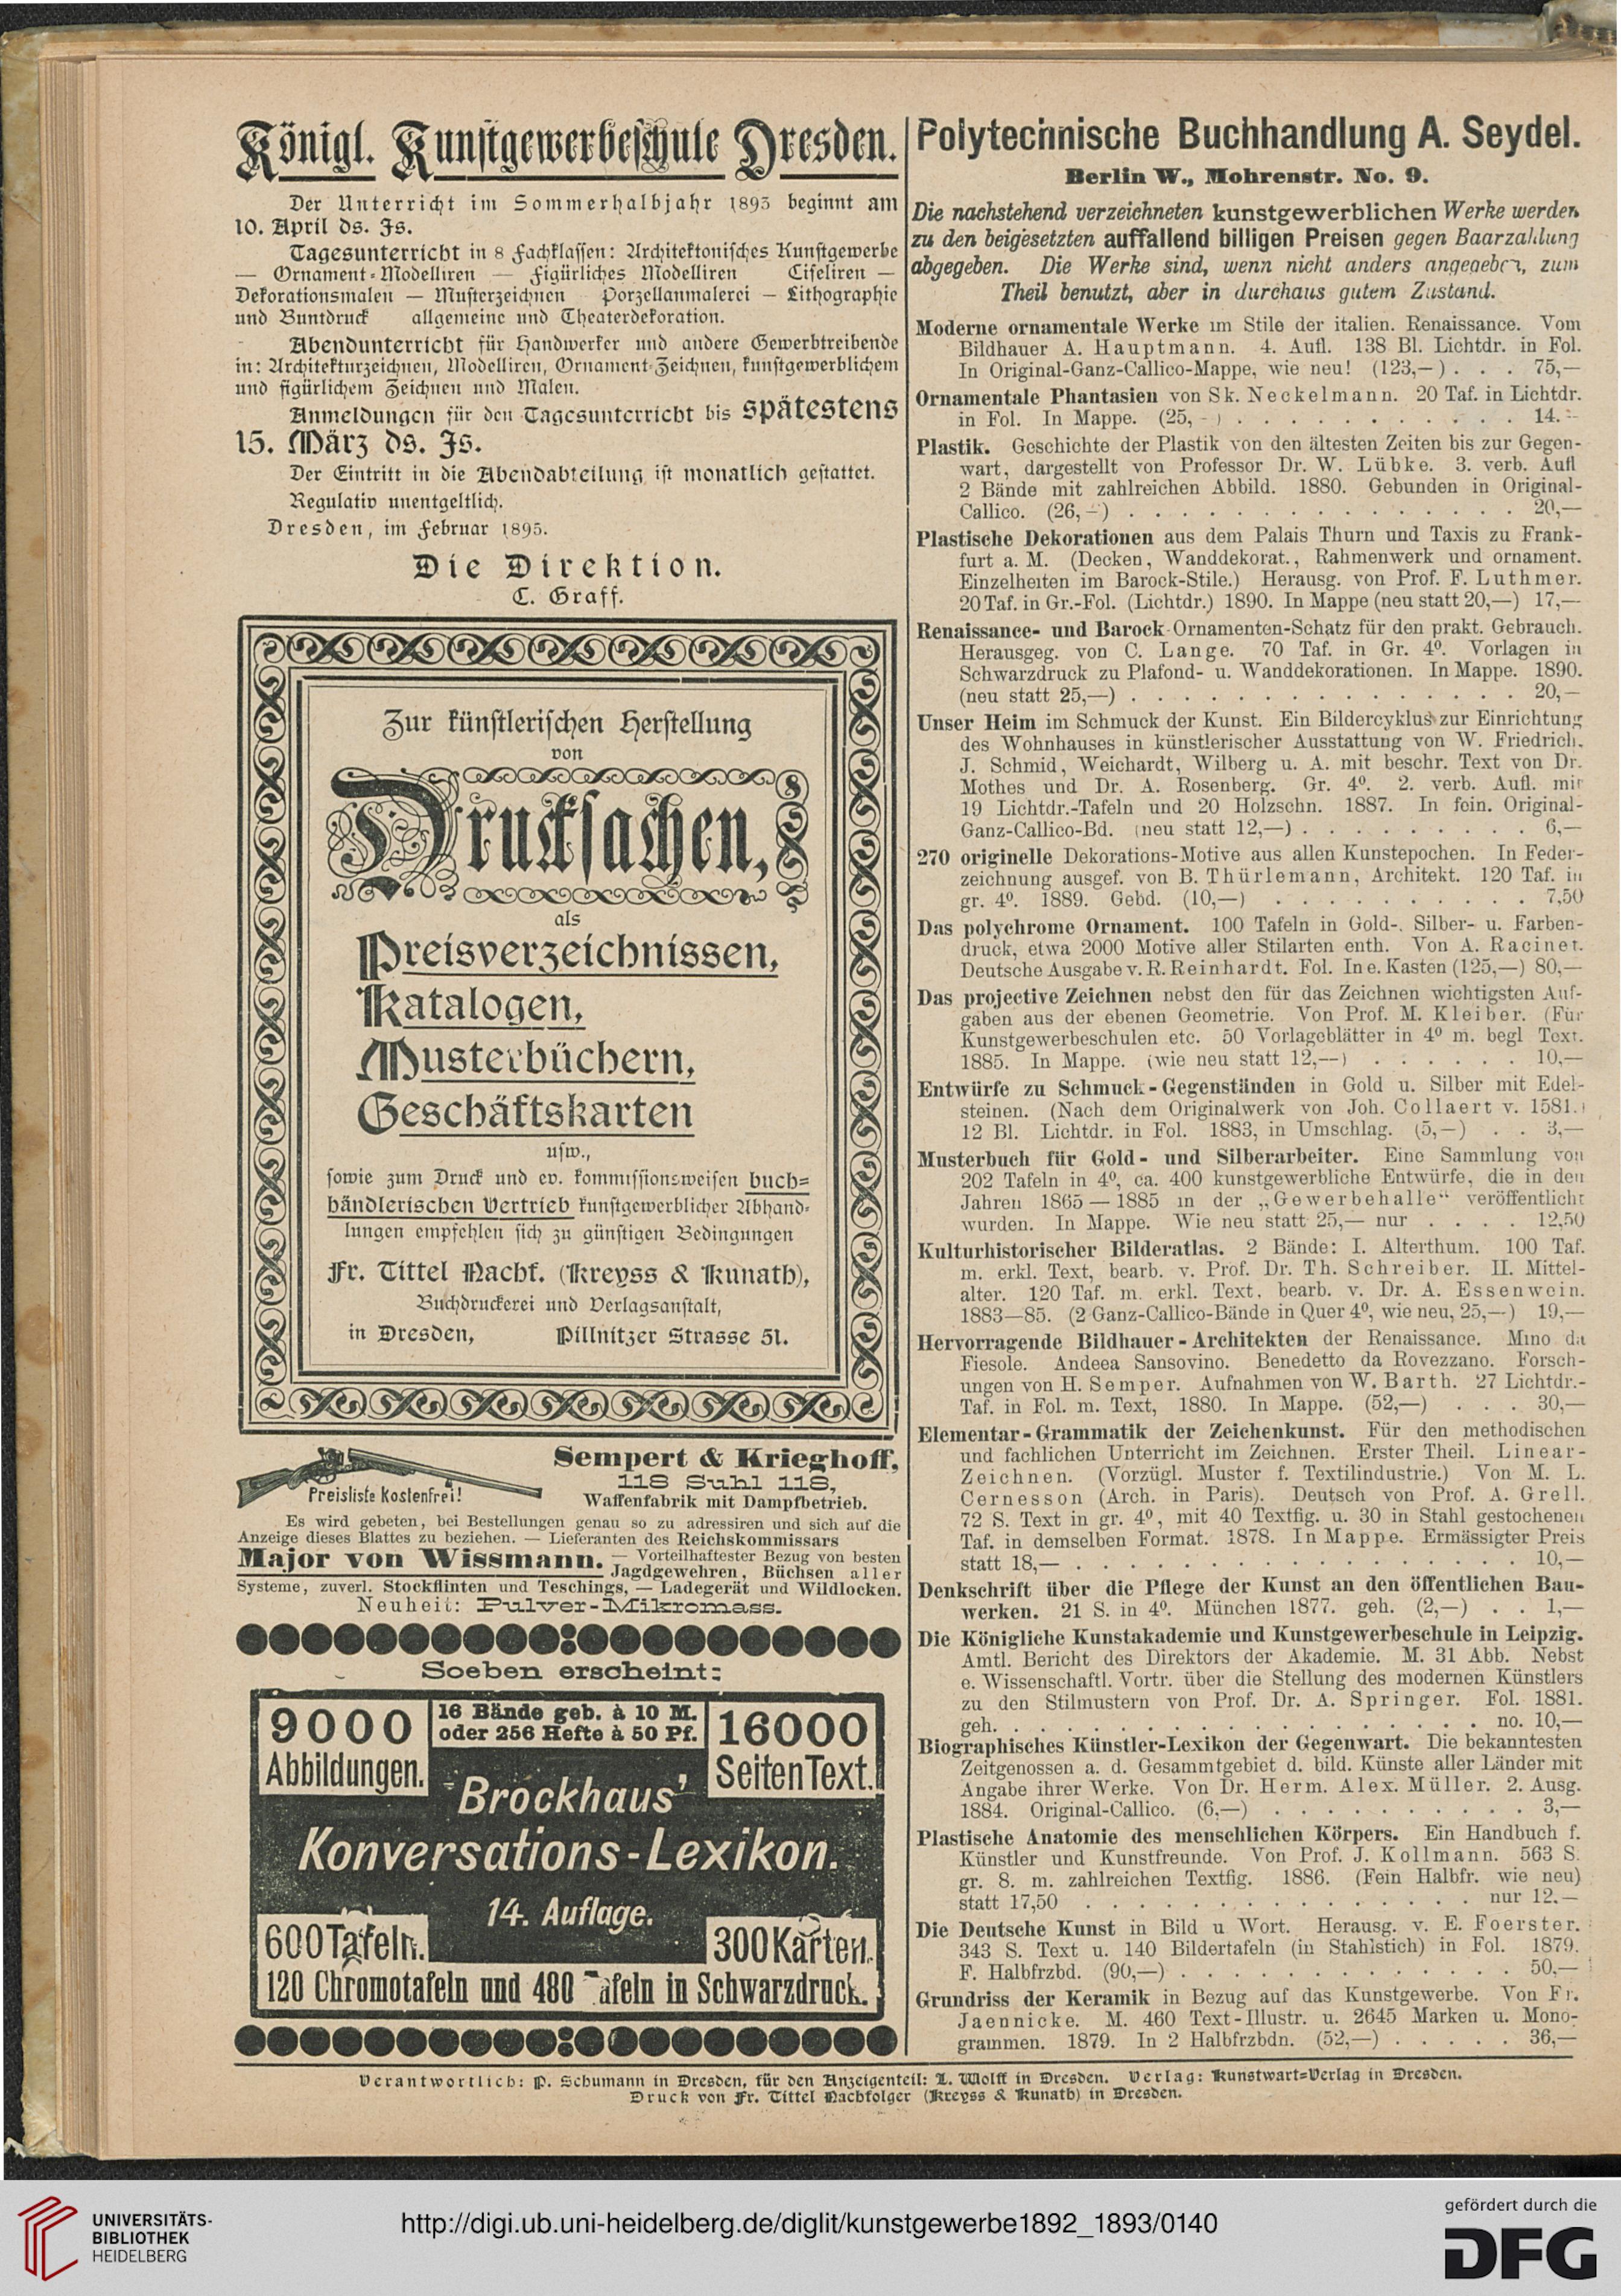 Königl. Kunstgewerbeschule Dresden.
Der Unterricht im Sommerhalbjahr 1893 beginnt am
10. April ds. Js.
Tagesunterricht in 8 Fachklassen: Architektonisches Kunstgewerbe
— Ornament-Modelliren — Figürliches Modelliren Ciseliren —
Dekorationsmalen — Musterzeichnen Porzellanmalerei — Lithographie
und Buntdruck allgemeine und Theaterdekoration.
Abendunterricht für Handwerker und andere Gewerbtreibende
in: Architekturzeichnen, Modelliren, Ornament-Zeichnen, kunstgewerblichem
und figürlichem Zeichnen und Malen.
Anmeldungen für den Tagesunterricht bis spätestens
15. März ds. Js.
Der Eintritt in die Abendabteilung ist monatlich gestattet.
Regulativ unentgeltlich.
Dresden, im Februar 1893.
Die Direktion.
C. Graff.
Zur künstlerischen Herstellung
von
Drucksachen,
als
Preisverzeichnissen,
Katalogen,
Musterbüchern,
Geschäftskarten
usw.,
sowie zum Druck und ev. kommissionsweisen buch-
händlerischen Vertrieb kunstgewerblicher Abhand-
lungen empfehlen sich zu günstigen Bedingungen
Fr. Tittel Nachf. (Kreyss & Kunath),
Buchdruckerei und Verlagsanstalt,
in Dresden, Pillnitzer Strasse 51.
Preisliste kostenfrei!
Sempert & Krieghoff,
118 Suhl 118,
Waffenfabrik mit Dampfbetrieb.
Es wird gebeten, bei Bestellungen genau so zu adressiren und sich auf die
Anzeige dieses Blattes zu beziehen. — Lieferanten des Reichskommissars
Major von Wissmann. — Vorteilhaftester Bezug von besten
Jagdgewehren, Büchsen aller
Systeme, zuverl. Stockflinten und Teschings, — Ladegerät und Wildlocken.
Neuheit: Pulver-Mikromass.
Soeben erscheint:
9000
Abbildungen.
16 Bände geb. à 10 M.
oder 256 Hefte à 50 Pf.
16000
Seiten Text.
Brockhaus'
Konversations-Lexikon.
14. Auflage.
600 Tafeln.
300 Karten.
120 Chromotafeln und 480 Tafeln in Schwarzdruck.
Polytechnische Buchhandlung A. Seydel.
Berlin W., Mohrenstr. No. 9.
Die nachstehend verzeichneten kunstgewerblichen Werke werden
zu den beigesetzten auffallend billigen Preisen gegen Baarzahlung
abgegeben. Die Werke sind, wenn nicht anders angegeben, zum
Theil benutzt, aber in durchaus gutem Zustand.
Moderne ornamentale Werke im Stile der italien. Renaissance. Vom
Bildhauer A. Hauptmann. 4. Aufl. 138 Bl. Lichtdr. in Fol.
In Original-Ganz-Callico-Mappe, wie neu! (123,—) . . . 75,—
Ornamentale Phantasien von Sk. Neckelmann. 20 Taf. in Lichtdr.
in Fol. In Mappe. (25,—) . . . . . . . . . . . 14.—
Plastik. Geschichte der Plastik von den ältesten Zeiten bis zur Gegen-
wart, dargestellt von Professor Dr. W. Lübke. 3. verb. Aufl
2 Bände mit zahlreichen Abbild. 1880. Gebunden in Original-
Callico. (26,—) . . . . . . . . . . . . . . . 20,—
Plastische Dekorationen aus dem Palais Thurn und Taxis zu Frank-
furt a. M. (Decken, Wanddekorat., Rahmenwerk und ornament.
Einzelheiten im Barock-Stile.) Herausg. von Prof. F. Luthmer.
20 Taf. in Gr.-Fol. (Lichtdr.) 1890. In Mappe (neu statt 20,—) 17,—
Renaissance- und Barock-Ornamenten-Schatz für den prakt. Gebrauch.
Herausgeg. von C. Lange. 70 Taf. in Gr. 4⁰. Vorlagen in
Schwarzdruck zu Plafond- u. Wanddekorationen. In Mappe. 1890.
(neu statt 25,—) . . . . . . . . . . . . . . . 20,—
Unser Heim im Schmuck der Kunst. Ein Bildercyklus zur Einrichtung
des Wohnhauses in künstlerischer Ausstattung von W. Friedrich.
J. Schmid, Weichardt, Wilberg u. A. mit beschr. Text von Dr.
Mothes und Dr. A. Rosenberg. Gr. 4⁰. 2. verb. Aufl. mit
19 Lichtdr.-Tafeln und 20 Holzschn. 1887. In fein. Original-
Ganz-Callico-Bd. (neu statt 12,—) . . . . . . . . . 6,—
270 originelle Dekorations-Motive aus allen Kunstepochen. In Feder-
zeichnung ausgef. von B. Thürlemann, Architekt. 120 Taf. in
gr. 4⁰. 1889. Gebd. (10,—) . . . . . . . . . . 7,50
Das polychrome Ornament. 100 Tafeln in Gold-. Silber- u. Farben-
druck, etwa 2000 Motive aller Stilarten enth. Von A. Racinet.
Deutsche Ausgabe v. R. Reinhardt. Fol. In e. Kasten (125,—) 80,—
Das projective Zeichnen nebst den für das Zeichnen wichtigsten Auf-
gaben aus der ebenen Geometrie. Von Prof. M. Kleiber. (Für
Kunstgewerbeschulen etc. 50 Vorlageblätter in 4⁰ m. begl Text.
1885. In Mappe. (wie neu statt 12,—) . . . . . . 10,—
Entwürfe zu Schmuck-Gegenständen in Gold u. Silber mit Edel-
steinen. (Nach dem Originalwerk von Joh. Collaert v. 1581.)
12 Bl. Lichtdr. in Fol. 1883, in Umschlag. (5,—) . . 3,—
Musterbuch für Gold- und Silberarbeiter. Eine Sammlung von
202 Tafeln in 4⁰, ca. 400 kunstgewerbliche Entwürfe, die in den
Jahren 1865—1885 in der „Gewerbehalle“ veröffentlicht
wurden. In Mappe. Wie neu statt 25,— nur . . . . 12,50
Kulturhistorischer Bilderatlas. 2 Bände: I. Alterthum. 100 Taf.
m. erkl. Text, bearb. v. Prof. Dr. Th. Schreiber. II. Mittel-
alter. 120 Taf. m. erkl. Text. bearb. v. Dr. A. Essenwein.
1883—85. (2 Ganz-Callico-Bände in Quer 4⁰, wie neu, 25,—) 19,—
Hervorragende Bildhauer-Architekten der Renaissance. Mino da
Fiesole. Andeea Sansovino. Benedetto da Rovezzano. Forsch-
ungen von H. Semper. Aufnahmen von W. Barth. 27 Lichtdr.-
Taf. in Fol. m. Text, 1880. In Mappe. (52,—) . . . 30,—
Elementar-Grammatik der Zeichenkunst. Für den methodischen
und fachlichen Unterricht im Zeichnen. Erster Theil. Linear-
Zeichnen. (Vorzügl. Muster f. Textilindustrie.) Von M. L.
Cernesson (Arch. in Paris). Deutsch von Prof. A. Grell.
72 S. Text in gr. 4⁰, mit 40 Textfig. u. 30 in Stahl gestochenen
Taf. in demselben Format. 1878. In Mappe. Ermässigter Preis
statt 18,— . . . . . . . . . . . . . . . . . 10,—
Denkschrift über die Pflege der Kunst an den öffentlichen Bau-
werken. 21 S. in 4⁰. München 1877. geh. (2,—) . . 1,—
Die Königliche Kunstakademie und Kunstgewerbeschule in Leipzig.
Amtl. Bericht des Direktors der Akademie. M. 31 Abb. Nebst
e. Wissenschaftl. Vortr. über die Stellung des modernen Künstlers
zu den Stilmustern von Prof. Dr. A. Springer. Fol. 1881.
geh. . . . . . . . . . . . . . . . . . . no. 10,—
Biographisches Künstler-Lexikon der Gegenwart. Die bekanntesten
Zeitgenossen a. d. Gesammtgebiet d. bild. Künste aller Länder mit
Angabe ihrer Werke. Von Dr. Herm. Alex. Müller. 2. Ausg.
1884. Original-Callico. (6,—) . . . . . . . . . . 3,—
Plastische Anatomie des menschlichen Körpers. Ein Handbuch f.
Künstler und Kunstfreunde. Von Prof. J. Kollmann. 563 S.
gr. 8. m. zahlreichen Textfig. 1886. (Fein Halbfr. wie neu)
statt 17,50 . . . . . . . . . . . . . . . nur 12.—
Die Deutsche Kunst in Bild u Wort. Herausg. v. E. Foerster.
343 S. Text u. 140 Bildertafeln (in Stahlstich) in Fol. 1879.
F. Halbfrzbd. (90,—) . . . . . . . . . . . . . 50,—
Grundriss der Keramik in Bezug auf das Kunstgewerbe. Von Fr.
Jaennicke. M. 460 Text-Illustr. u. 2645 Marken u. Mono-
grammen. 1879. In 2 Halbfrzbdn. (52,—) . . . . . 36,—
Verantwortlich: P. Schumann in Dresden, für den Anzeigenteil: L. Wolff in Dresden. Verlag: Kunstwart-Verlag in Dresden.
Druck von Fr. Tittel Nachfolger (Kreyss & Kunath) in Dresden.
UNIVERSITÄTS-
BIBLIOTHEK
HEIDELBERG
http://digi.ub.uni-heidelberg.de/diglit/kunstgewerbe1892_1893/0140
gefördert durch die
DFG